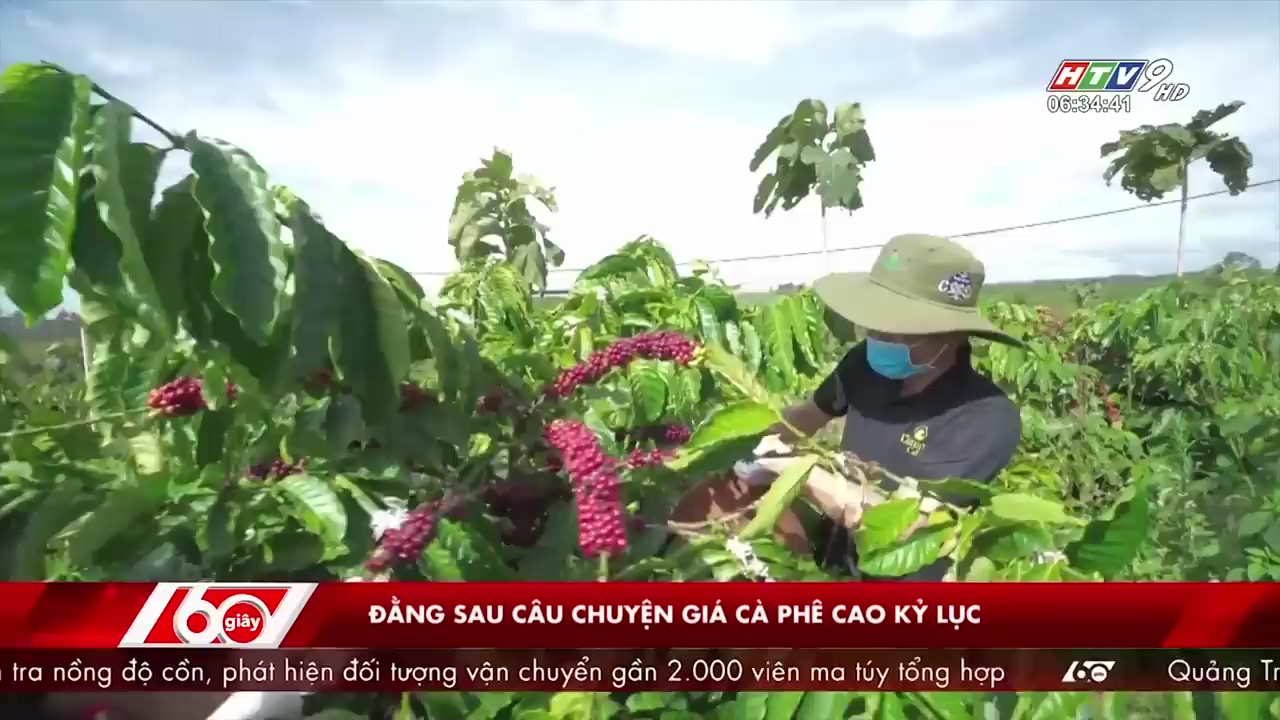 HTV9 HD
06:34:41
60 giây
ĐẰNG SAU CÂU CHUYỆN GIÁ CÀ PHÊ CAO KỶ LỤC
tra nồng độ cồn, phát hiện đối tượng vận chuyển gần 2.000 viên ma túy tổng hợp 60 giây Quảng Tr